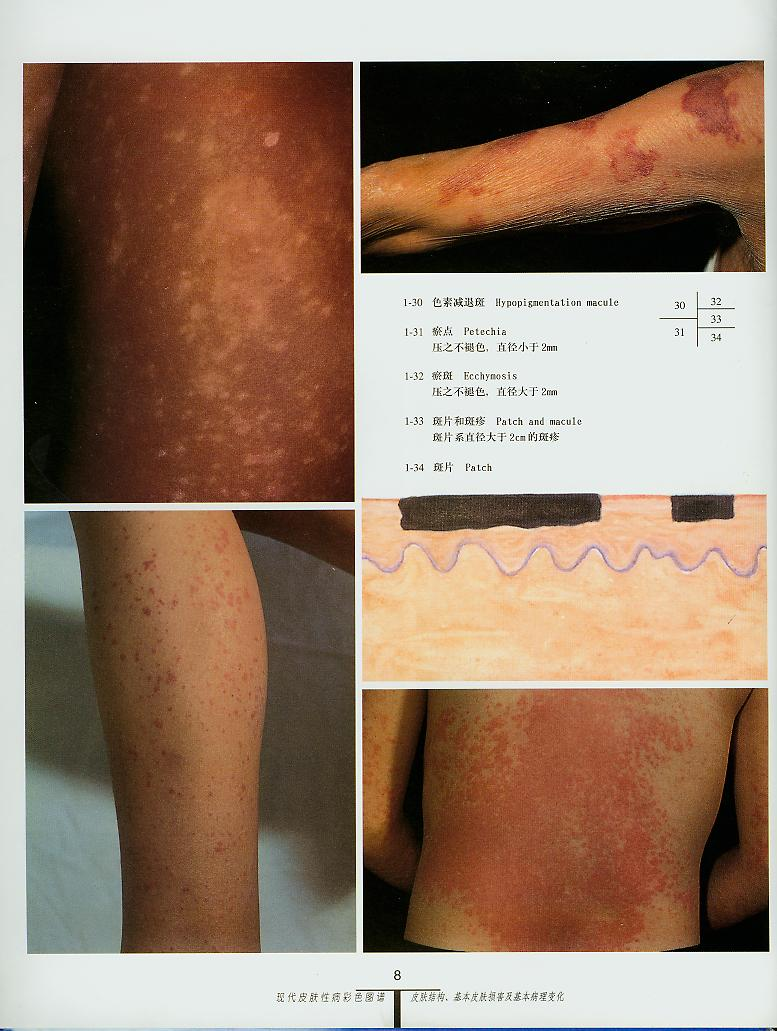 1-30 色素减退斑 Hypopigmentation macule
1-31 瘀点 Petechia
压之不褪色，直径小于2mm
1-32 瘀斑 Ecchymosis
压之不褪色，直径大于2mm
1-33 斑片和斑疹 Patch and macule
斑片系直径大于2cm的斑疹
1-34 斑片 Patch
30 32
33
31 34
8
现代皮肤性病彩色图谱 皮肤结构、基本皮肤损害及基本病理变化